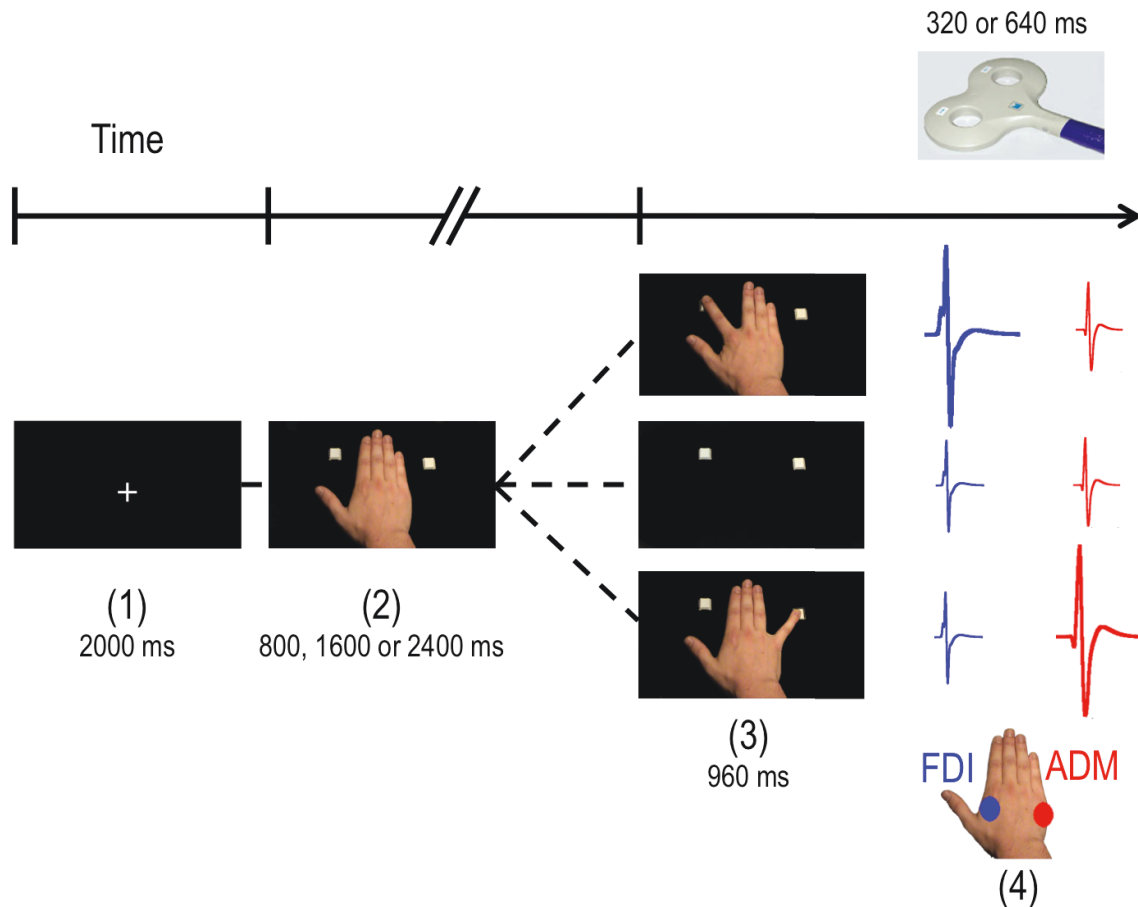 320 or 640 ms
Time
(1)
2000 ms
(2)
800, 1600 or 2400 ms
(3)
960 ms
FDI
ADM
(4)